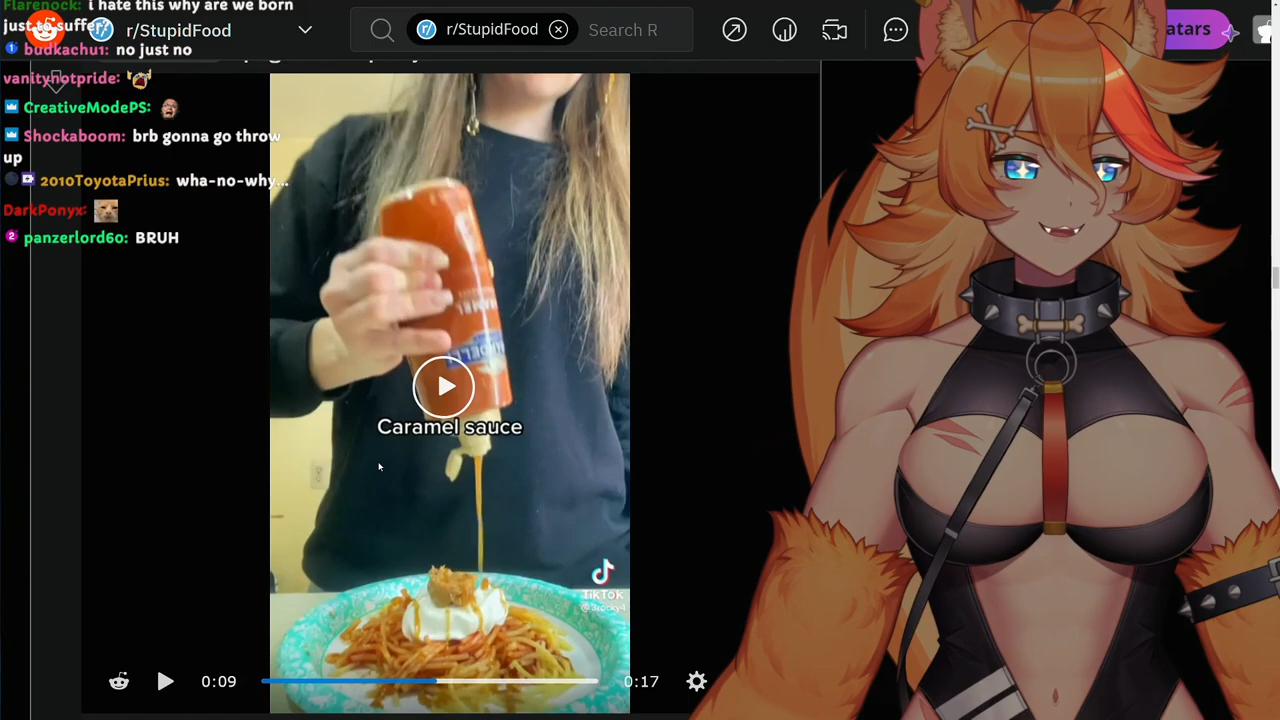 Flarenock: i hate this why are we born
just to suffer?
budkachu1: no just no
vanitynotpride:
CreativeModePS:
Shockaboom: brb gonna go throw
up
2010ToyotaPrius: wha-no-why...
DarkPonyx:
panzerlord60: BRUH
r/StupidFood
r/StupidFood
Search R
atars
Caramel sauce
TikTok
@3rocky4
0:09
0:17